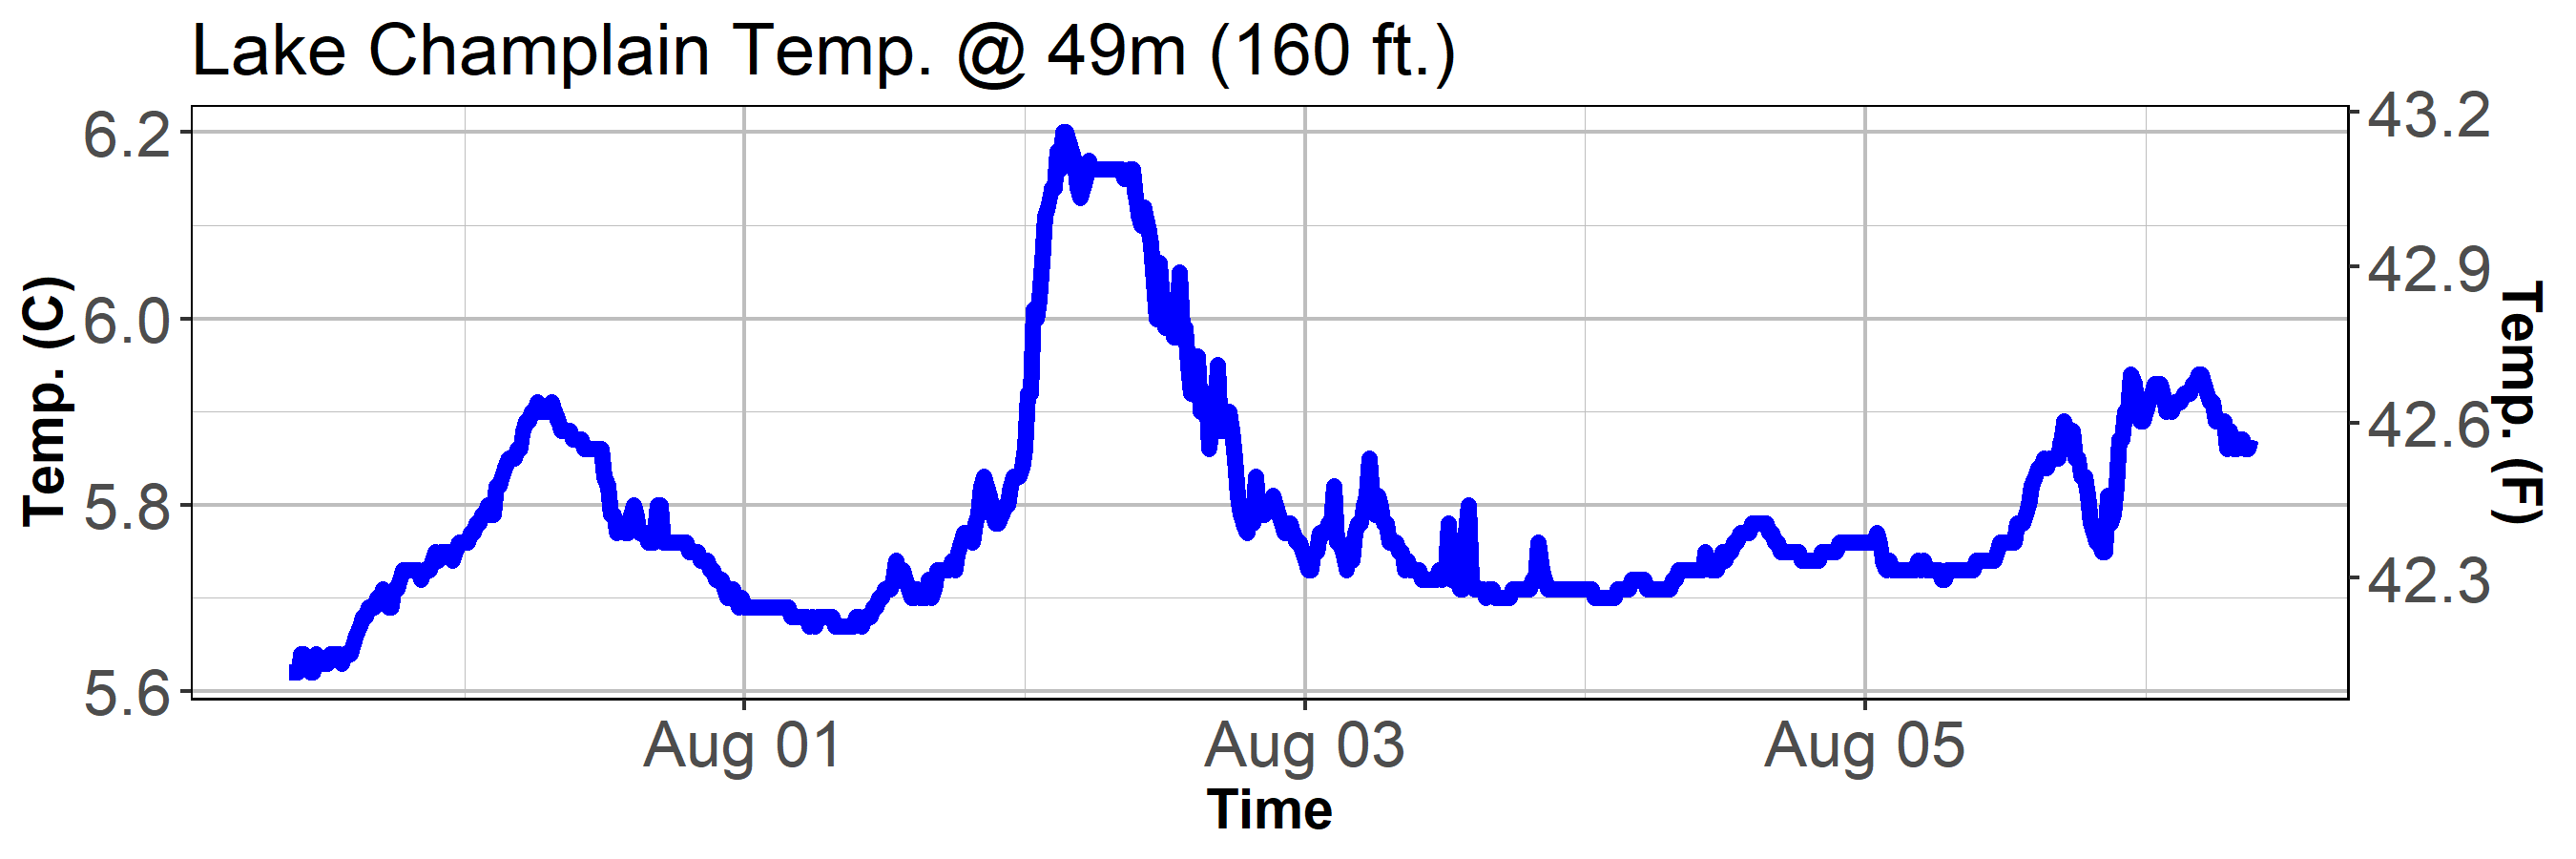 Lake Champlain Temp. @ 49m (160 ft.)
6.2
6.0
5.8
5.6
Temp. (C)
43.2
42.9
42.6
42.3
Temp. (F)
Aug 01
Aug 03
Aug 05
Time